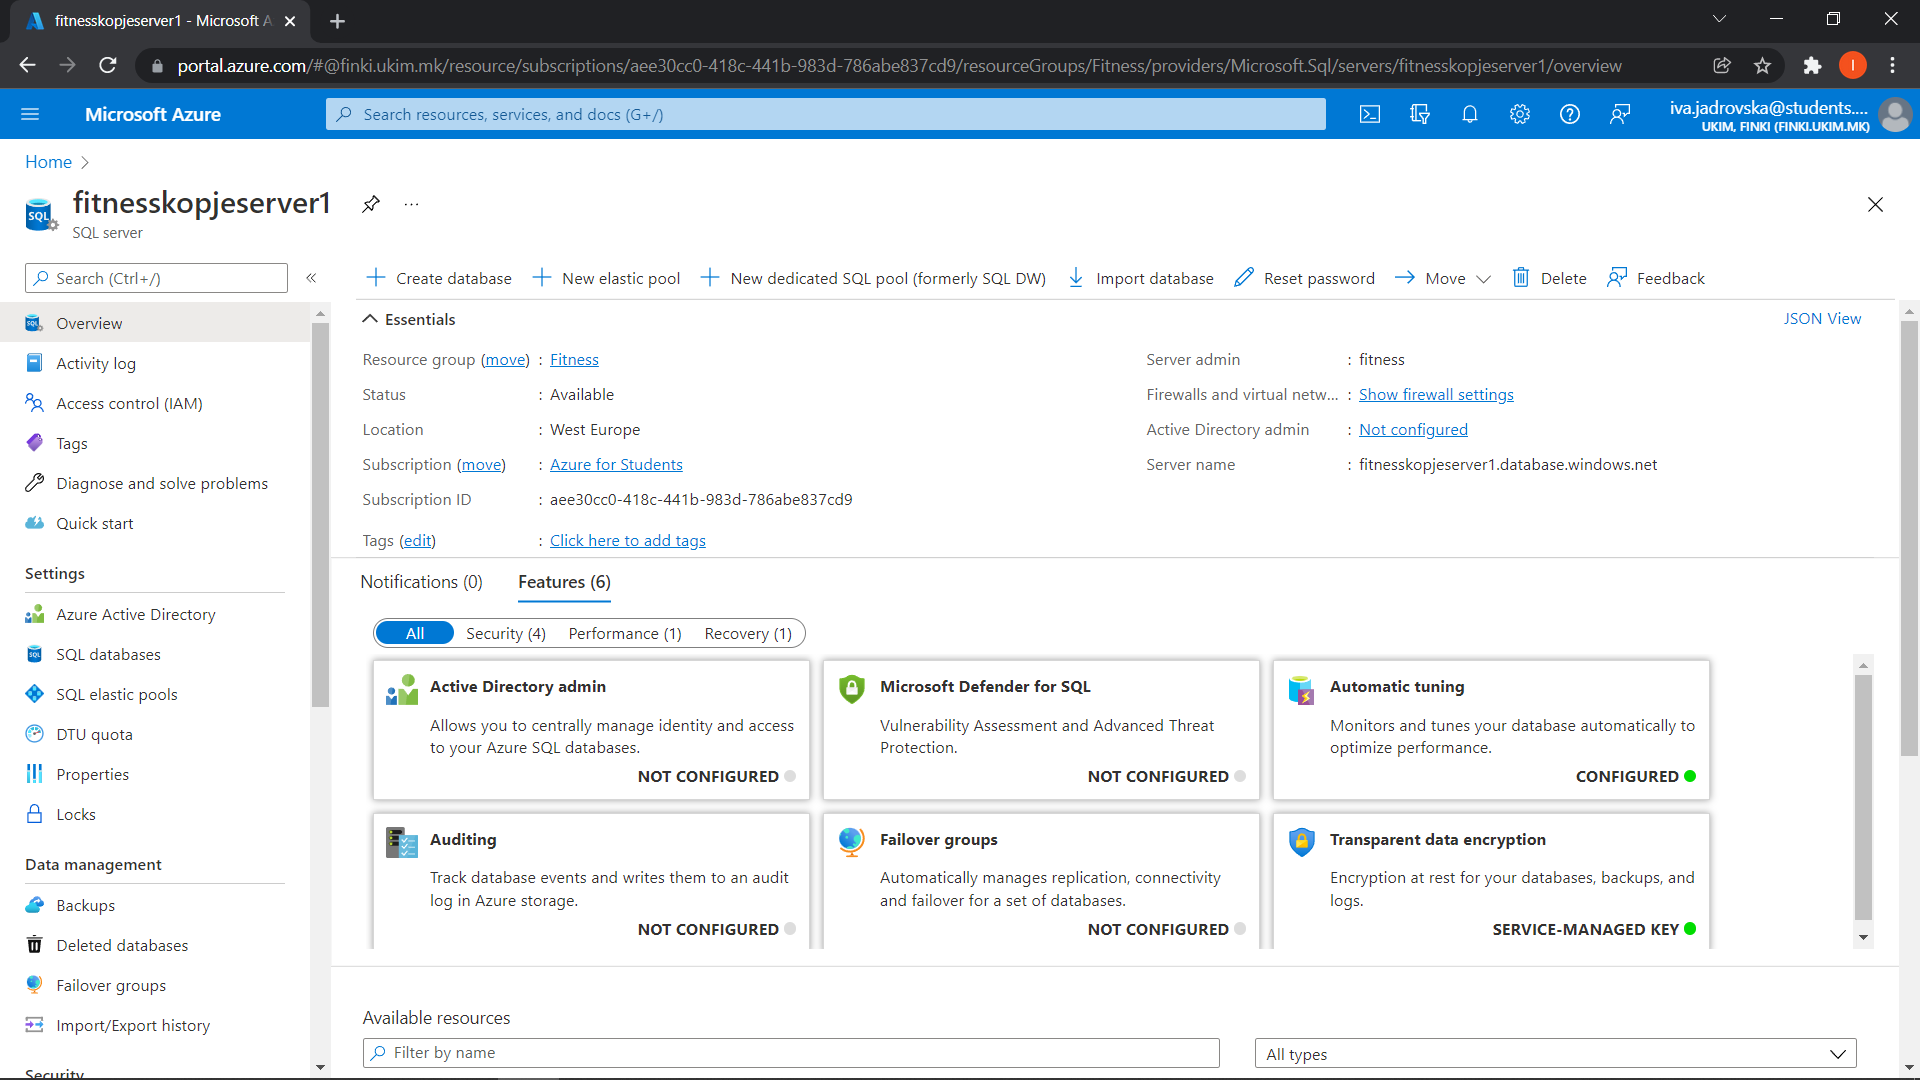 fitnesskopjeserver1 - Microsoft A
portal.azure.com/#@finki.ukim.mk/resource/subscriptions/aee30cc0-418c-441b-983d-786abe837cd9/resourceGroups/Fitness/providers/Microsoft.Sql/servers/fitnesskopjeserver1/overview
I
Microsoft Azure
Search resources, services, and docs (G+/)
iva.jadrovska@students....
UKIM, FINKI (FINKI.UKIM.MK)
Home
SQL
fitnesskopjeserver1
...
SQL server
Search (Ctrl+/)
«
Create database
New elastic pool
New dedicated SQL pool (formerly SQL DW)
Import database
Reset password
Move
Delete
Feedback
Overview
Activity log
Access control (IAM)
Tags
Diagnose and solve problems
Quick start
Settings
Azure Active Directory
SQL databases
SQL elastic pools
DTU quota
Properties
Locks
Data management
Backups
Deleted databases
Failover groups
Import/Export history
Security
Essentials
JSON View
Resource group (move) : Fitness
Status : Available
Location : West Europe
Subscription (move) : Azure for Students
Subscription ID : aee30cc0-418c-441b-983d-786abe837cd9
Tags (edit) : Click here to add tags
Server admin : fitness
Firewalls and virtual netw... : Show firewall settings
Active Directory admin : Not configured
Server name : fitnesskopjeserver1.database.windows.net
Notifications (0)
Features (6)
All
Security (4)
Performance (1)
Recovery (1)
Active Directory admin
Allows you to centrally manage identity and access
to your Azure SQL databases.
NOT CONFIGURED
Microsoft Defender for SQL
Vulnerability Assessment and Advanced Threat
Protection.
NOT CONFIGURED
Automatic tuning
Monitors and tunes your database automatically to
optimize performance.
CONFIGURED
Auditing
Track database events and writes them to an audit
log in Azure storage.
NOT CONFIGURED
Failover groups
Automatically manages replication, connectivity
and failover for a set of databases.
NOT CONFIGURED
Transparent data encryption
Encryption at rest for your databases, backups, and
logs.
SERVICE-MANAGED KEY
Available resources
Filter by name
All types